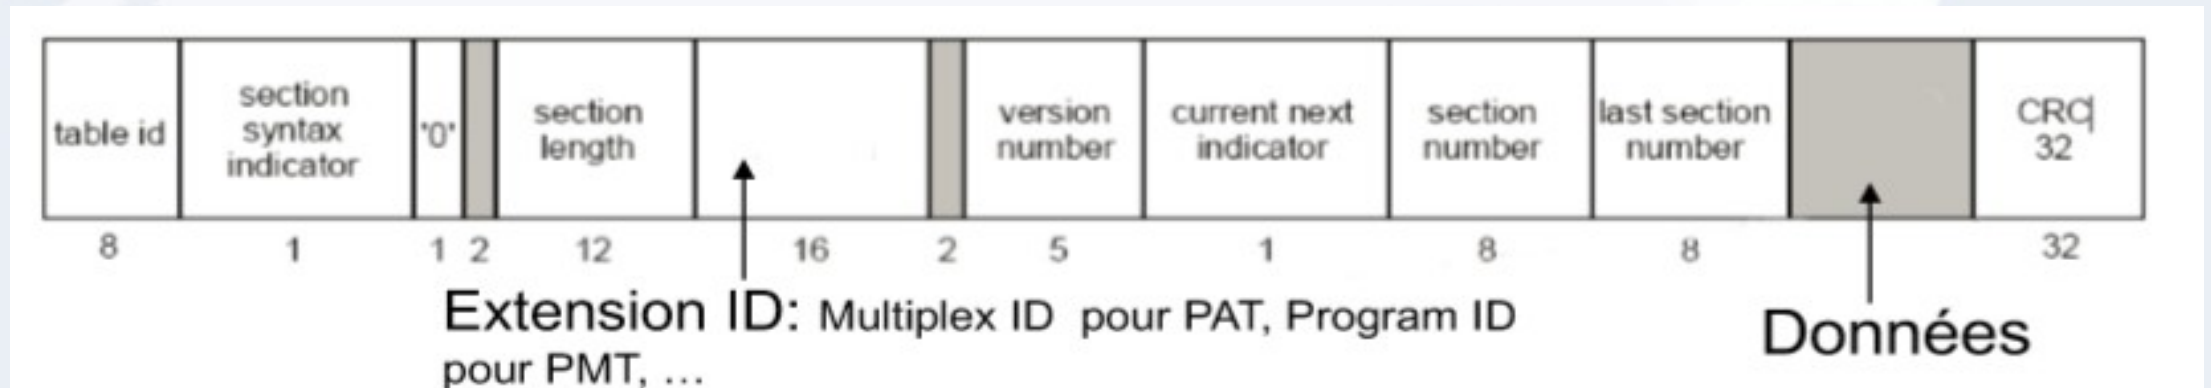 table id
section
syntax
indicator
'0'
section
length
version
number
current next
indicator
section
number
last section
number
CRC
32
8 1 1 2 12 16 2 5 1 8 8 32
Extension ID: Multiplex ID pour PAT, Program ID
pour PMT, ...
Données